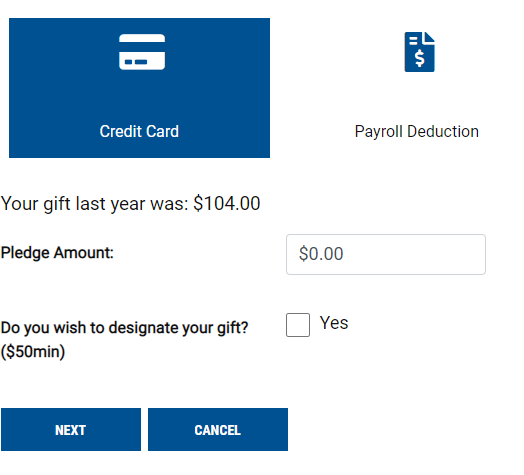 Credit Card
Payroll Deduction
Your gift last year was: $104.00
Pledge Amount:
$0.00
Do you wish to designate your gift?
($50min)
Yes
NEXT
CANCEL